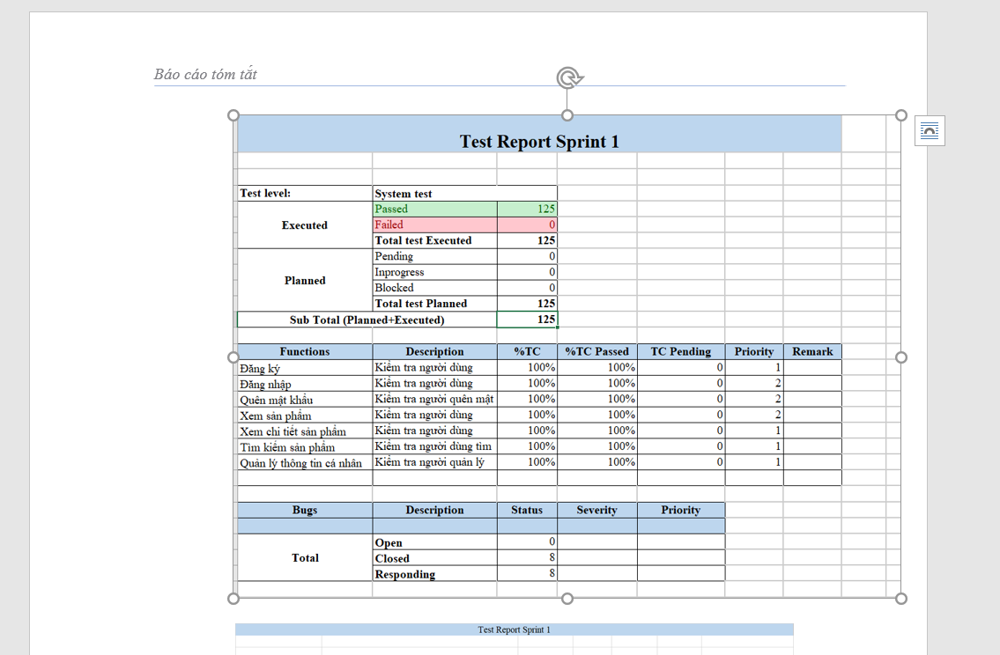 Báo cáo tóm tắt
Test Report Sprint 1
Test level: System test
Executed Passed 125
Failed 0
Total test Executed 125
Planned Pending 0
Inprogress 0
Blocked 0
Total test Planned 125
Sub Total (Planned+Executed) 125
Functions Description %TC %TC Passed TC Pending Priority Remark
Đăng ký Kiểm tra người dùng 100% 100% 0 1
Đăng nhập Kiểm tra người dùng 100% 100% 0 2
Quên mật khẩu Kiểm tra người quên mật 100% 100% 0 2
Xem sản phẩm Kiểm tra người dùng 100% 100% 0 2
Xem chi tiết sản phẩm Kiểm tra người dùng 100% 100% 0 1
Tìm kiếm sản phẩm Kiểm tra người dùng tìm 100% 100% 0 1
Quản lý thông tin cá nhân Kiểm tra người quản lý 100% 100% 0 1
Bugs Description Status Severity Priority
Total Open 0
Closed 8
Responding 8
Test Report Sprint 1